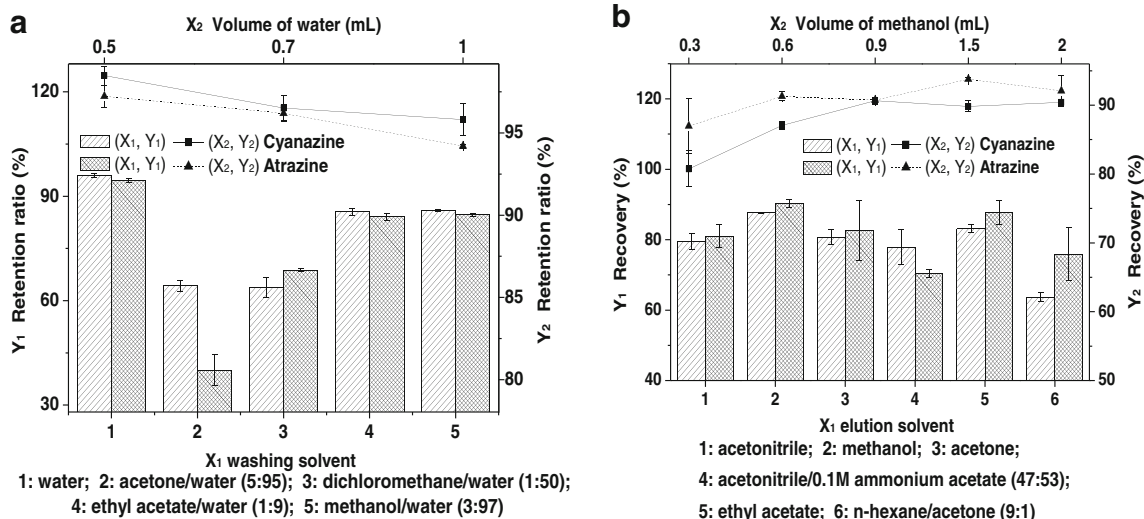 a
X2 Volume of water (mL)
0.5 0.7 1
Y1 Retention ratio (%)
120
90
60
30
Y2 Retention ratio (%)
95
90
85
80
(X1, Y1) (X2, Y2) Cyanazine
(X1, Y1) (X2, Y2) Atrazine
1 2 3 4 5
X1 washing solvent
1: water; 2: acetone/water (5:95); 3: dichloromethane/water (1:50);
4: ethyl acetate/water (1:9); 5: methanol/water (3:97)
b
X2 Volume of methanol (mL)
0.3 0.6 0.9 1.5 2
Y1 Recovery (%)
120
100
80
60
40
Y2 Recovery (%)
90
80
70
60
50
(X1, Y1) (X2, Y2) Cyanazine
(X1, Y1) (X2, Y2) Atrazine
1 2 3 4 5 6
X1 elution solvent
1: acetonitrile; 2: methanol; 3: acetone;
4: acetonitrile/0.1M ammonium acetate (47:53);
5: ethyl acetate; 6: n-hexane/acetone (9:1)